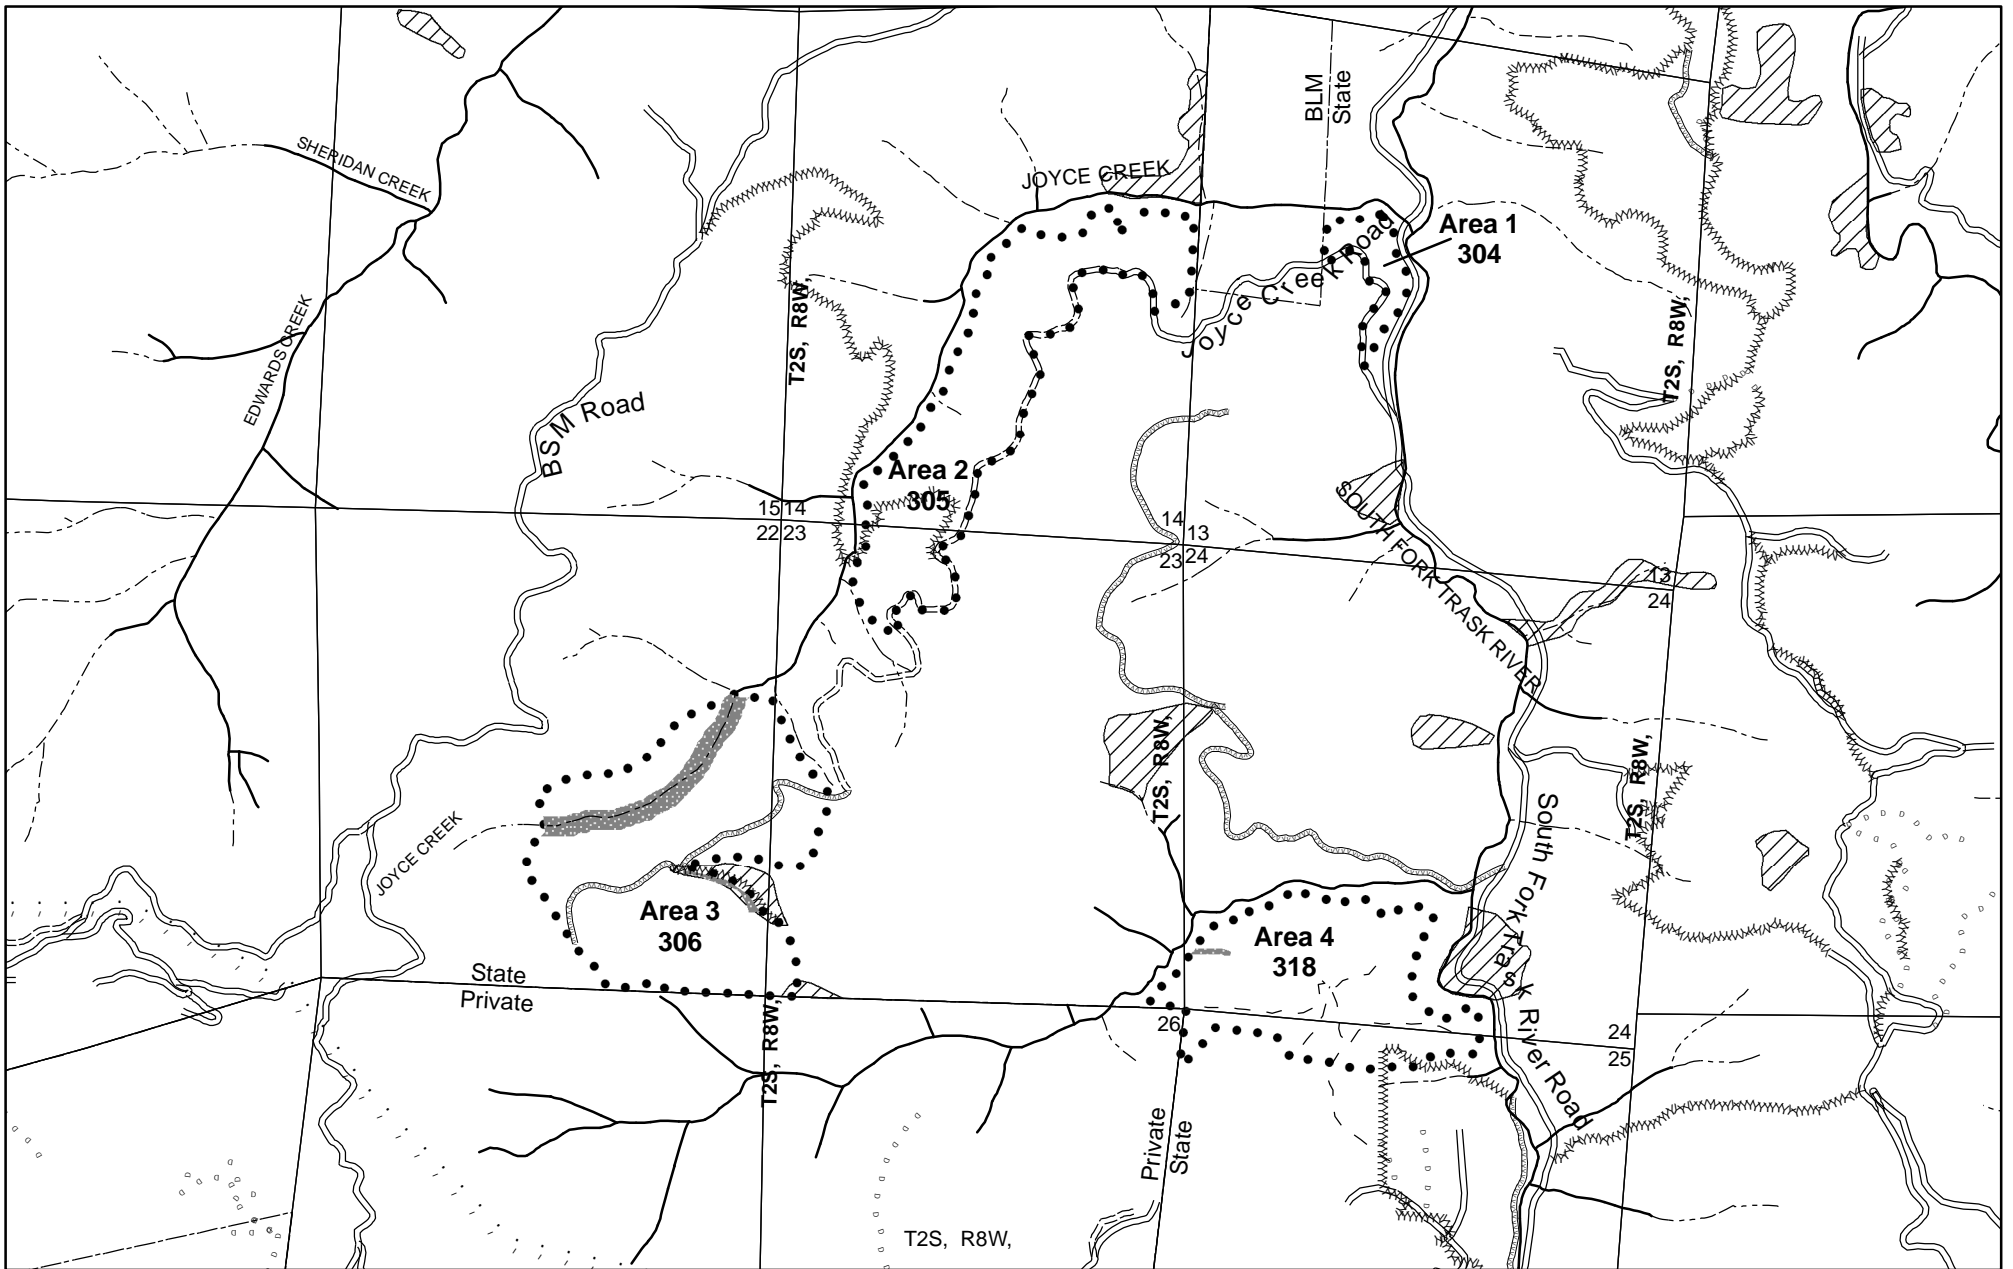 SHERIDAN CREEK
JOYCE CREEK
BLM
State
Area 1
304
Joyce Creek Road
T2S, R8W,
T2S, R8W,
EDWARDS CREEK
BSM Road
Area 2
305
15 14
22 23
14
13
23 24
SOUTH FORK TRASK RIVER
13
24
T2S, R8W,
T2S, R8W,
JOYCE CREEK
South Fork Trask River Road
Area 3
306
Area 4
318
State
Private
T2S, R8W,
26
24
25
Private
State
T2S, R8W,